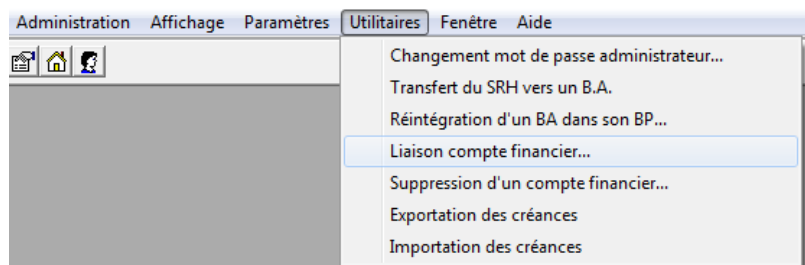 Administration Affichage Paramètres Utilitaires Fenêtre Aide
Changement mot de passe administrateur...
Transfert du SRH vers un B.A.
Réintégration d'un BA dans son BP...
Liaison compte financier...
Suppression d'un compte financier...
Exportation des créances
Importation des créances